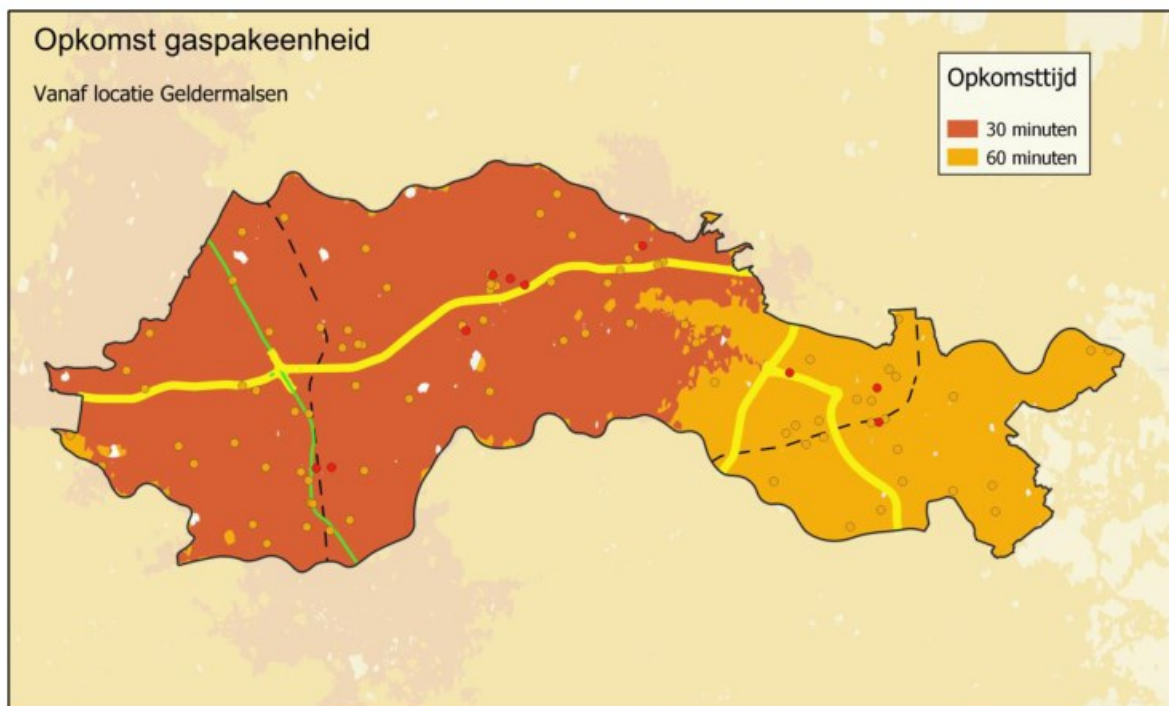 Opkomst gaspakeenheid
Vanaf locatie Geldermalsen
Opkomsttijd
30 minuten
60 minuten